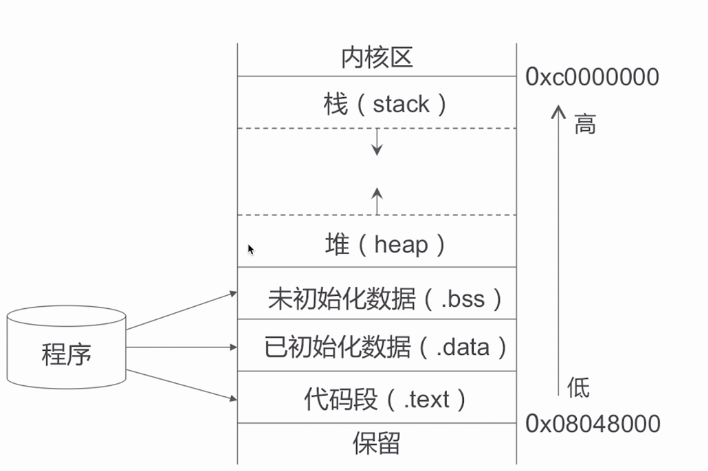 内核区
0xc0000000
栈（stack）
高
堆（heap）
未初始化数据（.bss）
程序
已初始化数据（.data）
低
代码段（.text）
0x08048000
保留